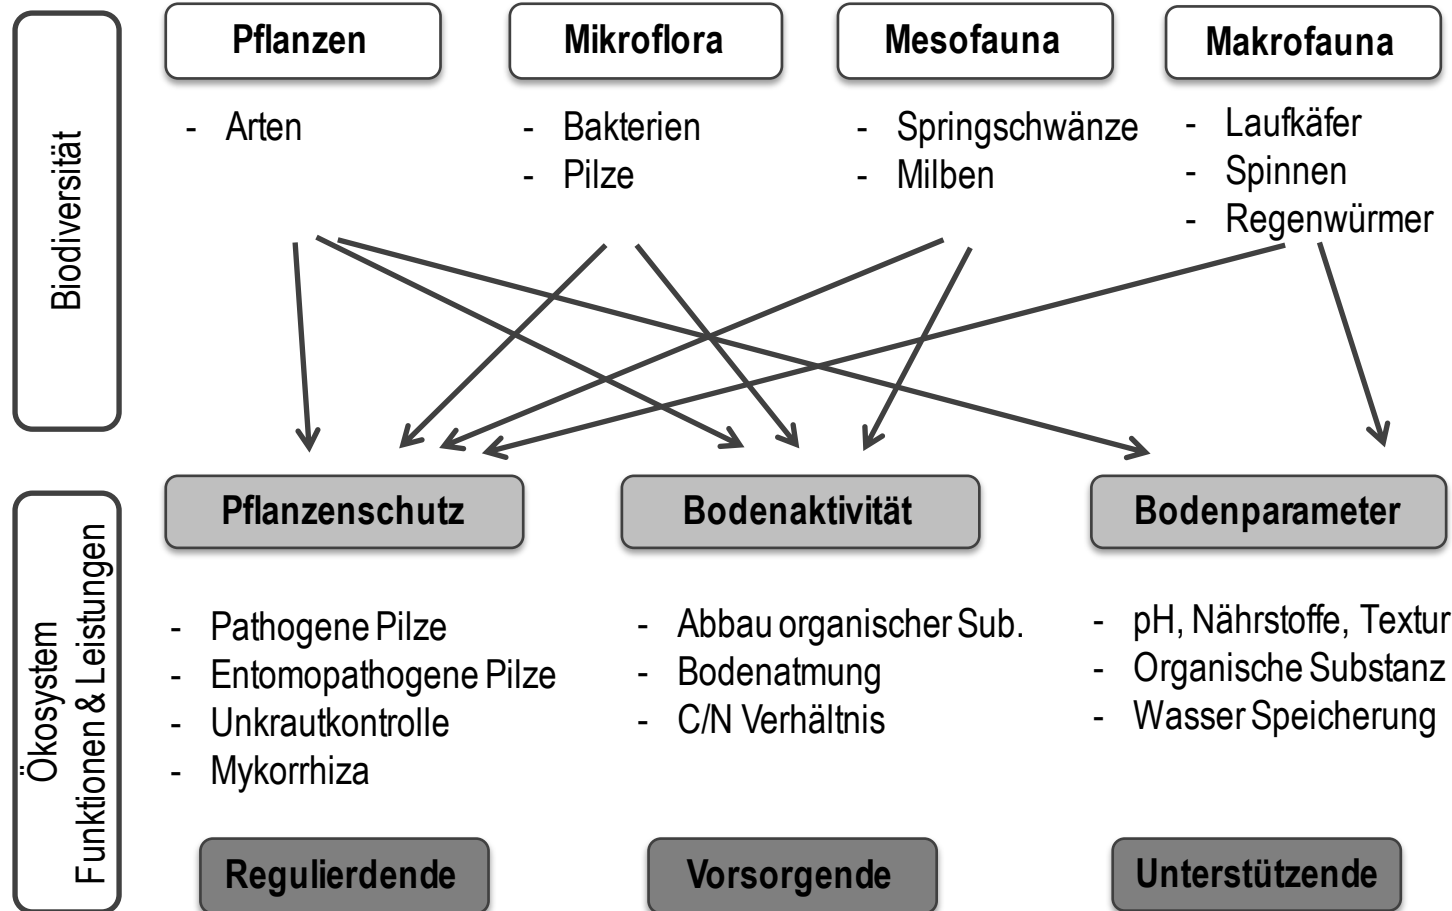 Biodiversität
Pflanzen
- Arten
Mikroflora
- Bakterien
- Pilze
Mesofauna
- Springschwänze
- Milben
Makrofauna
- Laufkäfer
- Spinnen
- Regenwürmer
Ökosystem
Funktionen & Leistungen
Pflanzenschutz
- Pathogene Pilze
- Entomopathogene Pilze
- Unkrautkontrolle
- Mykorrhiza
Regulierdende
Bodenaktivität
- Abbau organischer Sub.
- Bodenatmung
- C/N Verhältnis
Vorsorgende
Bodenparameter
- pH, Nährstoffe, Textur
- Organische Substanz
- Wasser Speicherung
Unterstützende